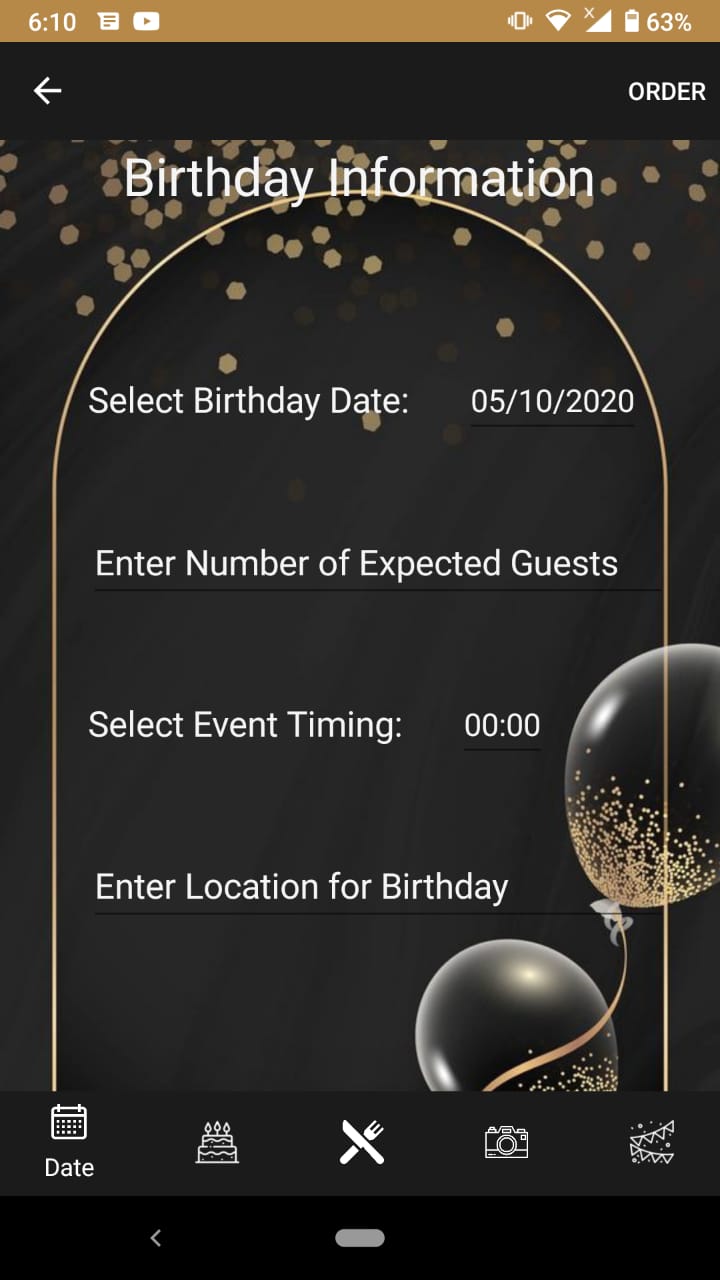 6:10
63%
ORDER
Birthday Information
Select Birthday Date: 05/10/2020
Enter Number of Expected Guests
Select Event Timing: 00:00
Enter Location for Birthday
Date